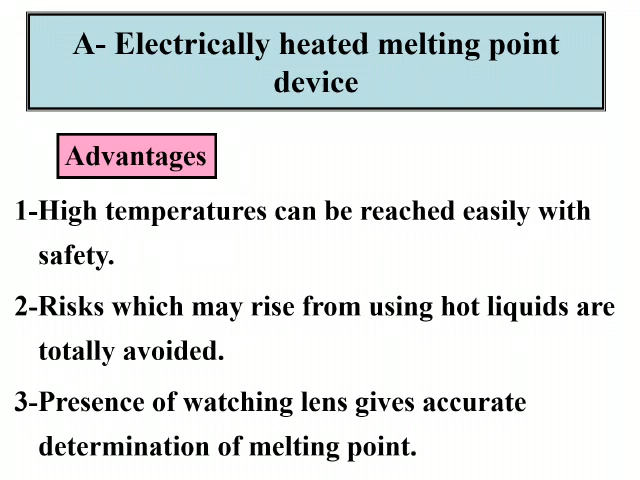 A- Electrically heated melting point
device
Advantages
1-High temperatures can be reached easily with
safety.
2-Risks which may rise from using hot liquids are
totally avoided.
3-Presence of watching lens gives accurate
determination of melting point.